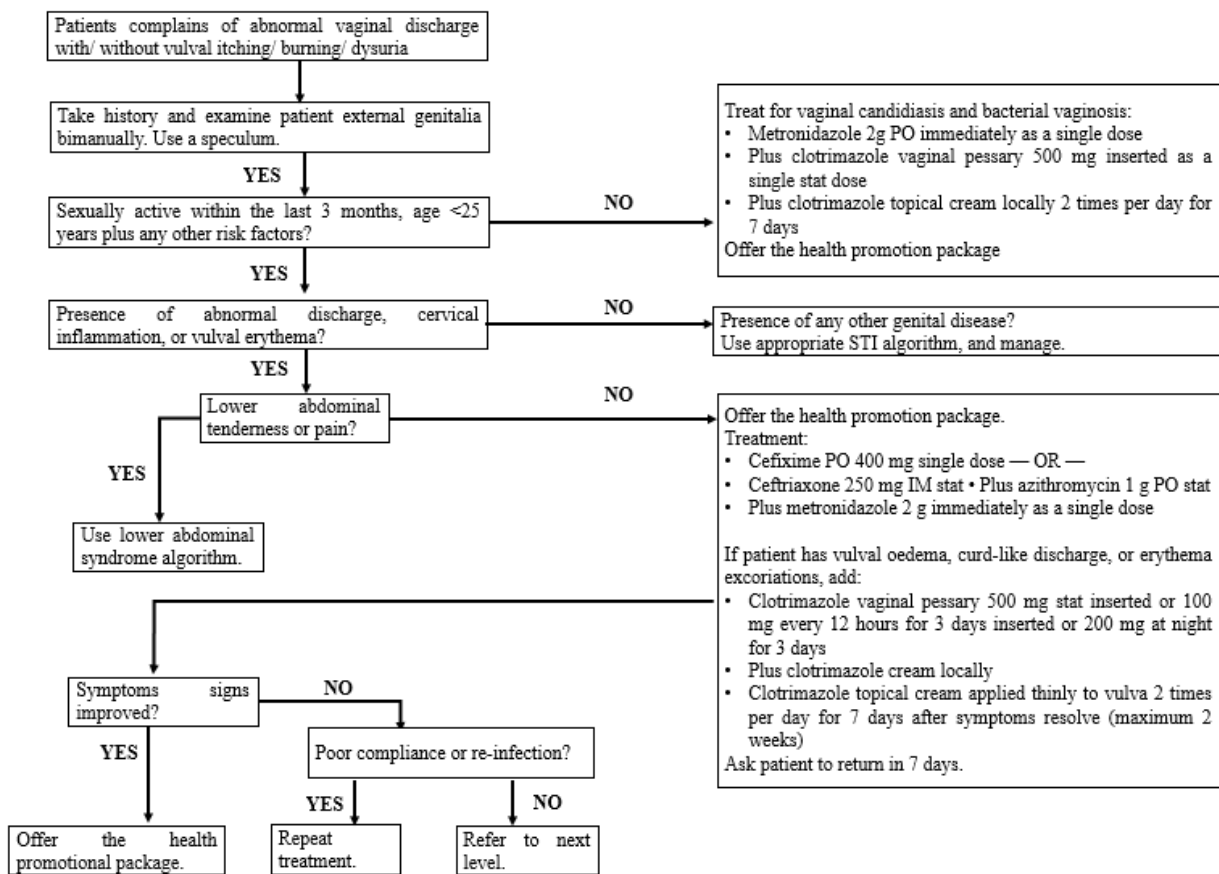 Patients complains of abnormal vaginal discharge
with/ without vulval itching/ burning/ dysuria
Take history and examine patient external genitalia
bimanually. Use a speculum.
YES
Sexually active within the last 3 months, age <25
years plus any other risk factors?
NO
Treat for vaginal candidiasis and bacterial vaginosis:
• Metronidazole 2g PO immediately as a single dose
• Plus clotrimazole vaginal pessary 500 mg inserted as a
single stat dose
• Plus clotrimazole topical cream locally 2 times per day for
7 days
Offer the health promotion package
YES
Presence of abnormal discharge, cervical
inflammation, or vulval erythema?
NO
Presence of any other genital disease?
Use appropriate STI algorithm, and manage.
YES
Lower abdominal
tenderness or pain?
NO
YES
Use lower abdominal
syndrome algorithm.
Offer the health promotion package.
Treatment:
• Cefixime PO 400 mg single dose — OR —
• Ceftriaxone 250 mg IM stat • Plus azithromycin 1 g PO stat
• Plus metronidazole 2 g immediately as a single dose
If patient has vulval oedema, curd-like discharge, or erythema
excoriations, add:
• Clotrimazole vaginal pessary 500 mg stat inserted or 100
mg every 12 hours for 3 days inserted or 200 mg at night
for 3 days
• Plus clotrimazole cream locally
• Clotrimazole topical cream applied thinly to vulva 2 times
per day for 7 days after symptoms resolve (maximum 2
weeks)
Ask patient to return in 7 days.
Symptoms signs
improved?
NO
YES
Poor compliance or re-infection?
YES
NO
Offer the health
promotional package.
Repeat
treatment.
Refer to next
level.